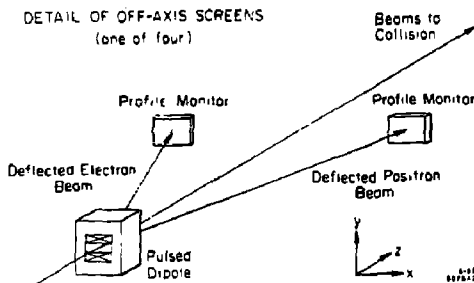 DETAIL OF OFF-AXIS SCREENS
(one of four)
Beams to
Collision
Profile Monitor
Profile Monitor
Deflected Electron
Beam
Deflected Positron
Beam
Pulsed
Dipole
y
z
x